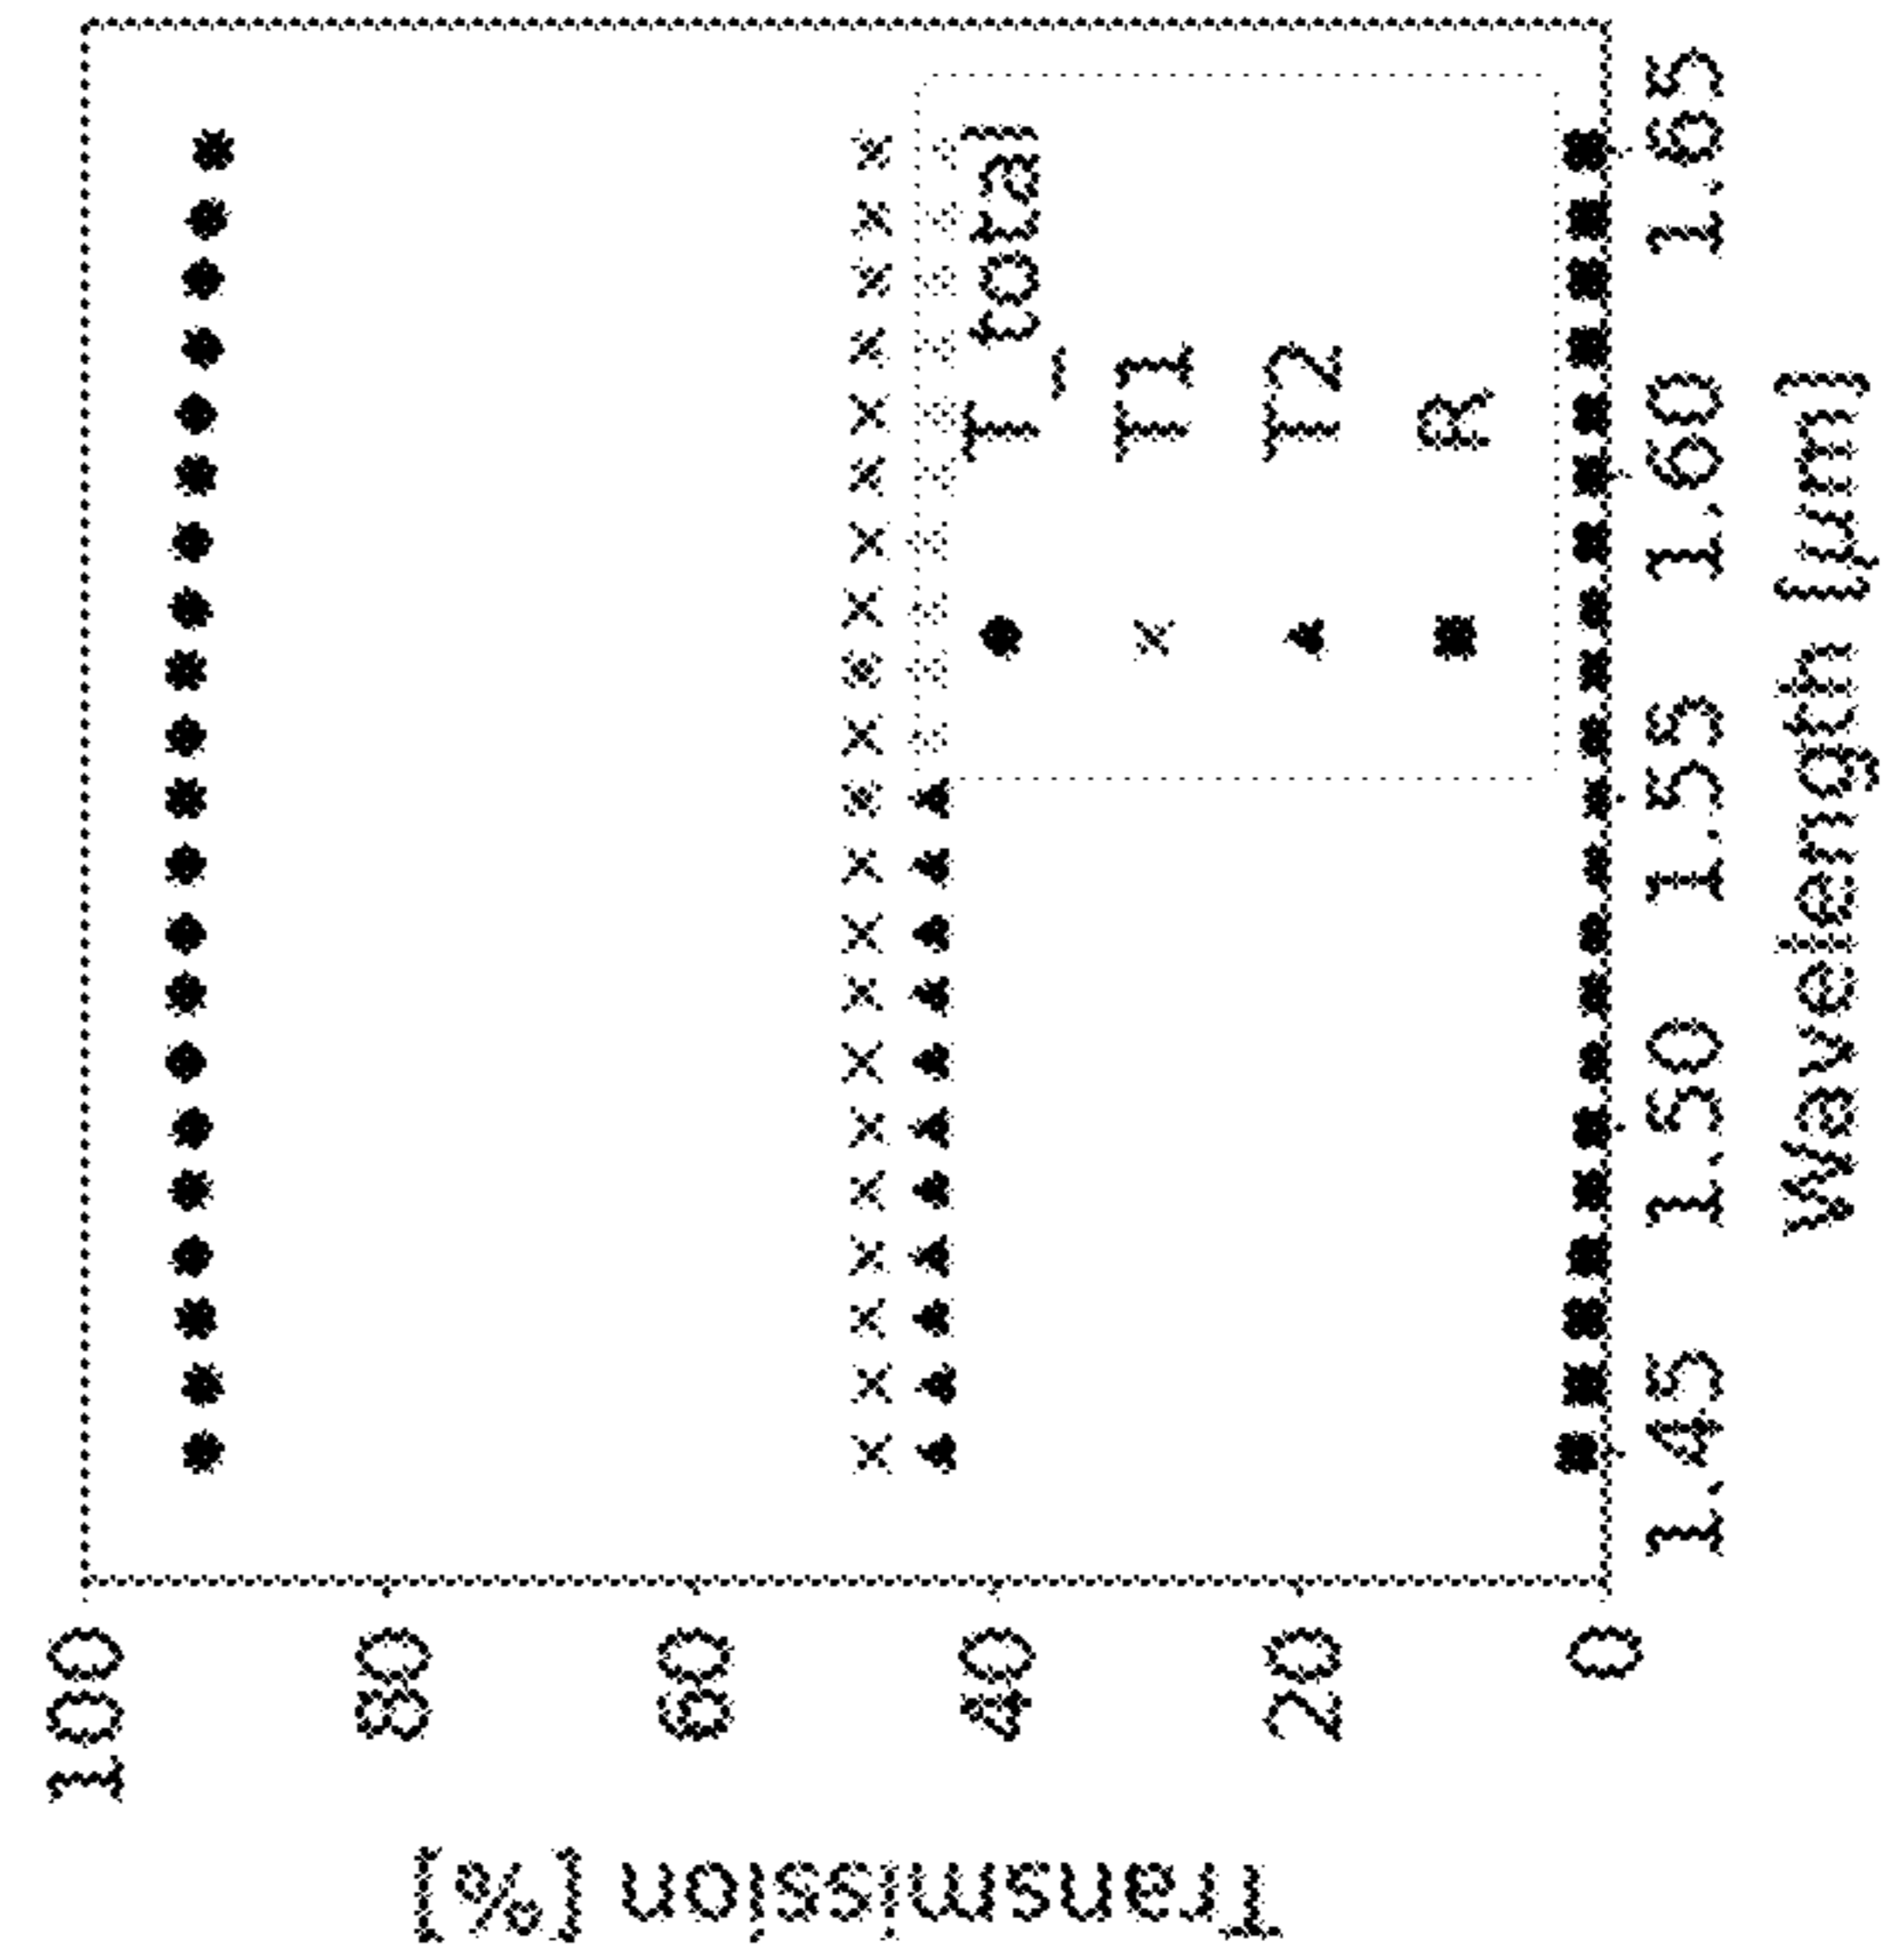 Transmission [%]
100
80
60
40
20
0
T_total
T1
T2
R
1.45 1.50 1.55 1.60 1.65
Wavelength [μm]